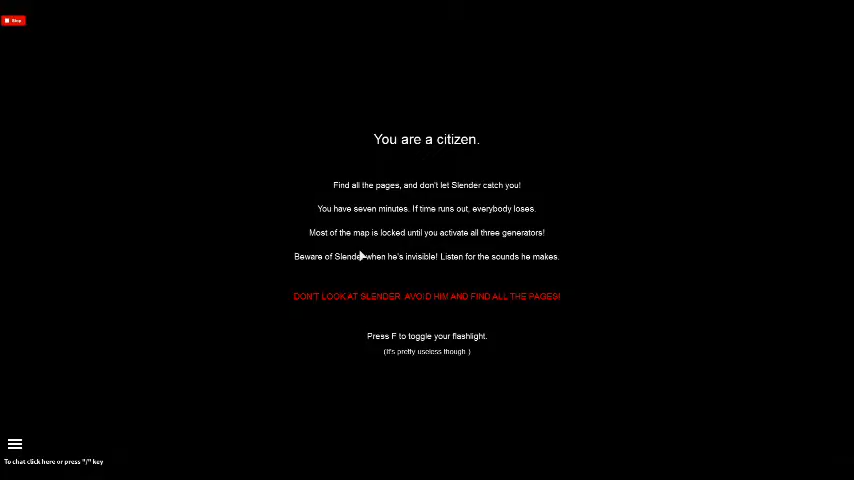 Stop
You are a citizen.
Find all the pages, and don't let Slender catch you!
You have seven minutes. If time runs out, everybody loses.
Most of the map is locked until you activate all three generators!
Beware of Slender when he's invisible! Listen for the sounds he makes.
DON'T LOOK AT SLENDER. AVOID HIM AND FIND ALL THE PAGES!
Press F to toggle your flashlight.
(It's pretty useless though.)
To chat click here or press "/" key